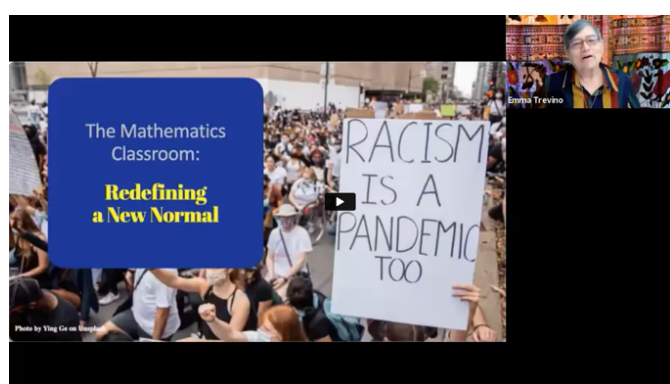 The Mathematics
Classroom:
Redefining
a New Normal
RACISM
IS A
PANDEMIC
TOO
Photo by Ying Ge on Unsplash
Emma Trevino